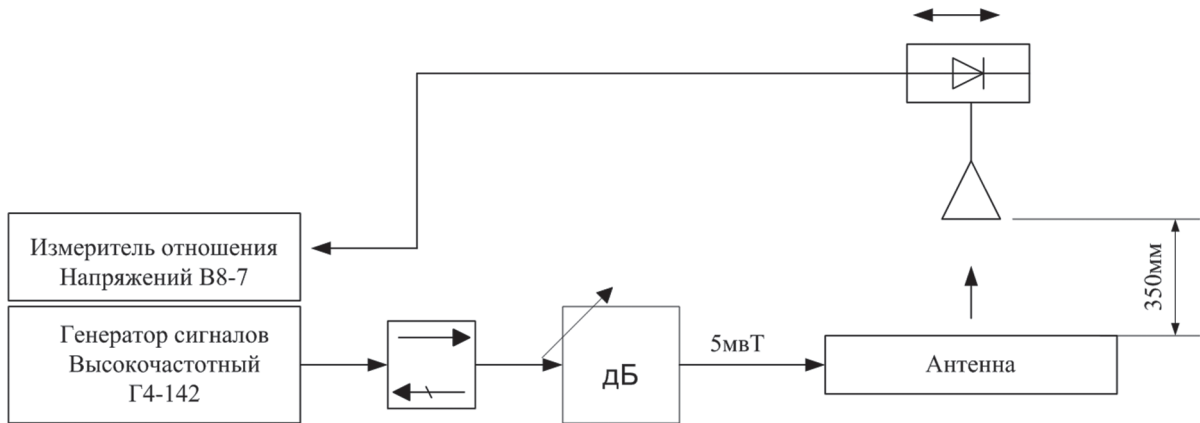 Измеритель отношения
Напряжений В8-7
Генератор сигналов
Высокочастотный
Г4-142
дБ
5мвТ
Антенна
350мм